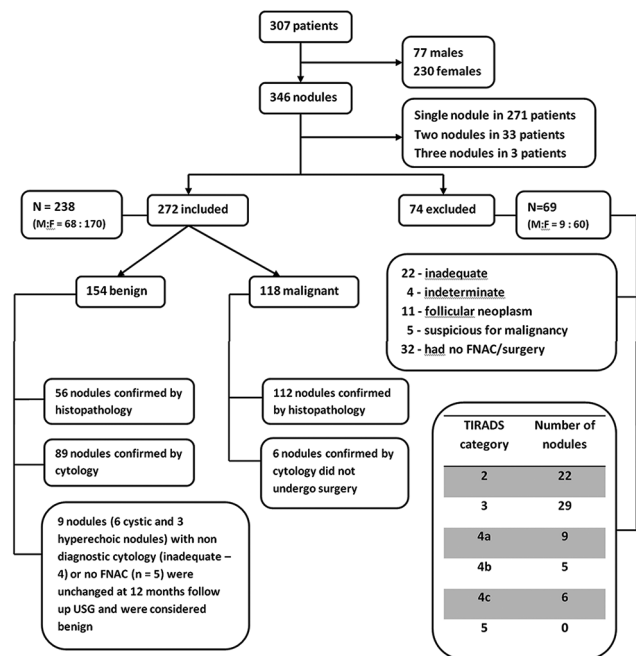 307 patients
77 males
230 females
346 nodules
Single nodule in 271 patients
Two nodules in 33 patients
Three nodules in 3 patients
N = 238
(M:F = 68 : 170)
272 included
74 excluded
N=69
(M:F = 9 : 60)
154 benign
118 malignant
22 - inadequate
4 - indeterminate
11 - follicular neoplasm
5 - suspicious for malignancy
32 - had no FNAC/surgery
56 nodules confirmed by
histopathology
112 nodules confirmed
by histopathology
89 nodules confirmed by
cytology
6 nodules confirmed by
cytology did not
undergo surgery
9 nodules (6 cystic and 3
hyperechoic nodules) with non
diagnostic cytology (inadequate –
4) or no FNAC (n = 5) were
unchanged at 12 months follow
up USG and were considered
benign
TIRADS category Number of nodules
2 22
3 29
4a 9
4b 5
4c 6
5 0